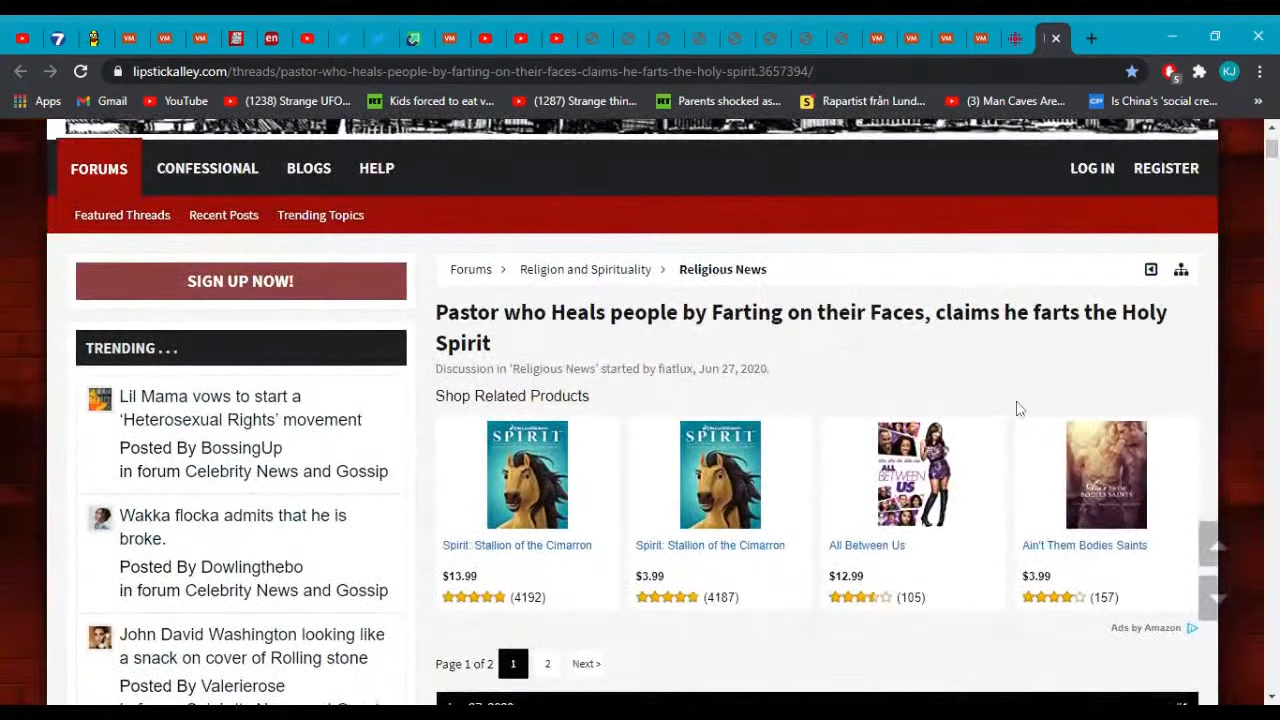 lipstickalley.com/threads/pastor-who-heals-people-by-farting-on-their-faces-claims-he-farts-the-holy-spirit.3657394/
5
KJ
Apps
Gmail
YouTube
(1238) Strange UFO...
RT
Kids forced to eat v...
(1287) Strange thin...
RT
Parents shocked as...
S
Rapartist från Lund...
(3) Man Caves Are...
CP
Is China's 'social cre...
»
FORUMS
CONFESSIONAL
BLOGS
HELP
LOG IN
REGISTER
Featured Threads
Recent Posts
Trending Topics
SIGN UP NOW!
TRENDING . . .
Lil Mama vows to start a
'Heterosexual Rights' movement
Posted By BossingUp
in forum Celebrity News and Gossip
Wakka flocka admits that he is
broke.
Posted By Dowlingthebo
in forum Celebrity News and Gossip
John David Washington looking like
a snack on cover of Rolling stone
Posted By Valerierose
Forums > Religion and Spirituality > Religious News
Pastor who Heals people by Farting on their Faces, claims he farts the Holy
Spirit
Discussion in 'Religious News' started by fiatlux, Jun 27, 2020.
Shop Related Products
SPIRIT
Spirit: Stallion of the Cimarron
$13.99
(4192)
SPIRIT
Spirit: Stallion of the Cimarron
$3.99
(4187)
ALL BETWEEN US
All Between Us
$12.99
(105)
Ain't THEM BODIES SAINTS
Ain't Them Bodies Saints
$3.99
(157)
Ads by Amazon
Page 1 of 2
1
2
Next >